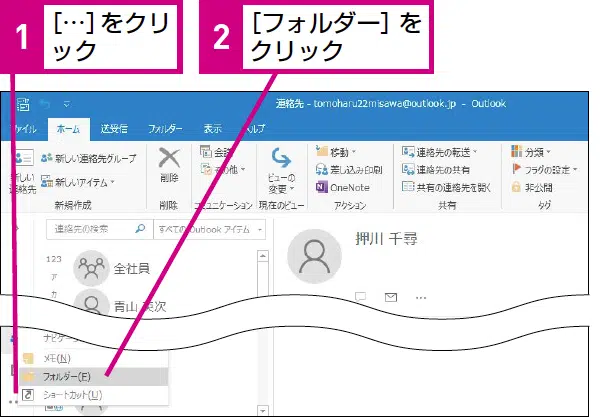 1
[…]をクリ
ック
2
[フォルダー]を
クリック
連絡先 - tomoharu22misawa@outlook.jp - Outlook
ァイル ホーム 送受信 フォルダー 表示 ヘルプ
新しい
連絡先
新しい連絡先グループ
新しいアイテム
新規作成
削除
削除
会議
その他
コミュニケーション
ビューの
変更
現在のビュー
移動
差し込み印刷
OneNote
アクション
連絡先の転送
連絡先の共有
共有の連絡先を開く
共有
分類
フラグの設定
非公開
タグ
連絡先の検索
すべての Outlook アイテム
123
ア
カ
全社員
青山 英次
押川 千尋
…
ナビゲーシ
メモ(N)
フォルダー(E)
ショートカット(U)